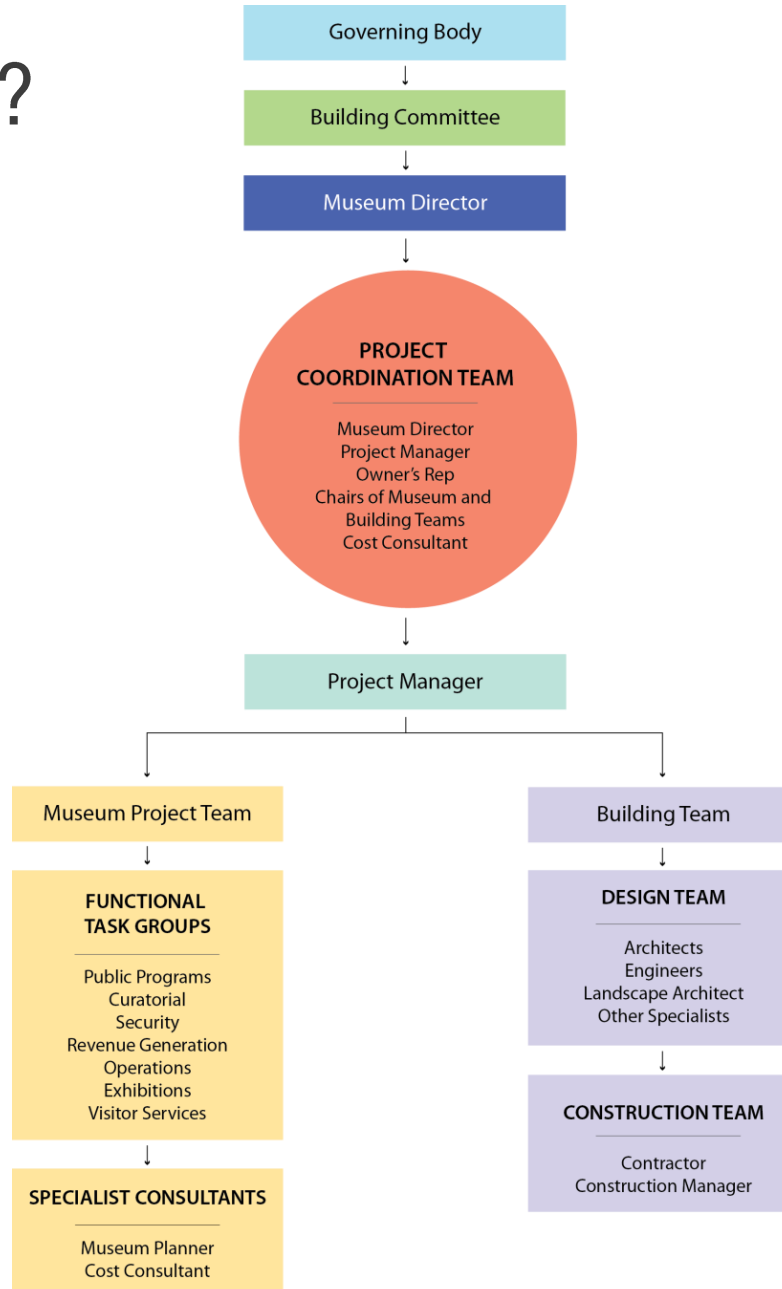 ?
Governing Body
Building Committee
Museum Director
PROJECT
COORDINATION TEAM
Museum Director
Project Manager
Owner’s Rep
Chairs of Museum and
Building Teams
Cost Consultant
Project Manager
Museum Project Team
FUNCTIONAL
TASK GROUPS
Public Programs
Curatorial
Security
Revenue Generation
Operations
Exhibitions
Visitor Services
SPECIALIST CONSULTANTS
Museum Planner
Cost Consultant
Building Team
DESIGN TEAM
Architects
Engineers
Landscape Architect
Other Specialists
CONSTRUCTION TEAM
Contractor
Construction Manager